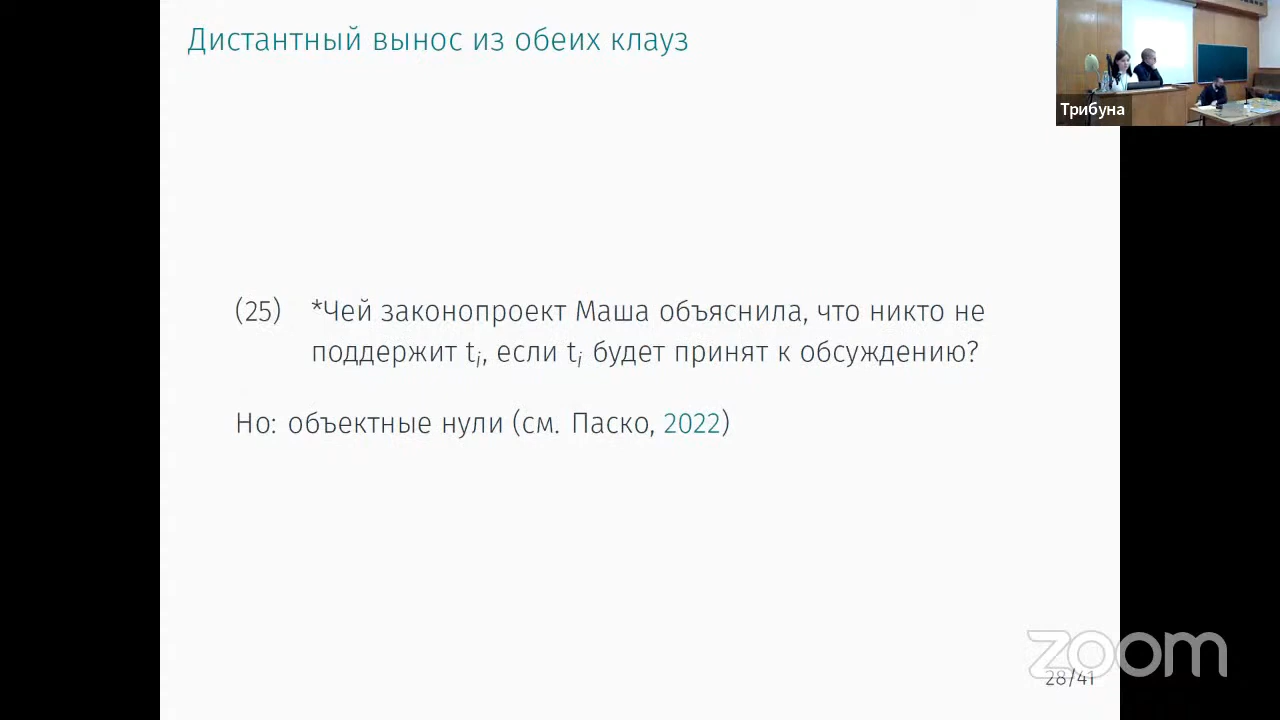 Дистантный вынос из обеих клауз
Трибуна
(25) *Чей законопроект Маша объяснила, что никто не
поддержит tᵢ, если tᵢ будет принят к обсуждению?
Но: объектные нули (см. Паско, 2022)
zoom
28/41